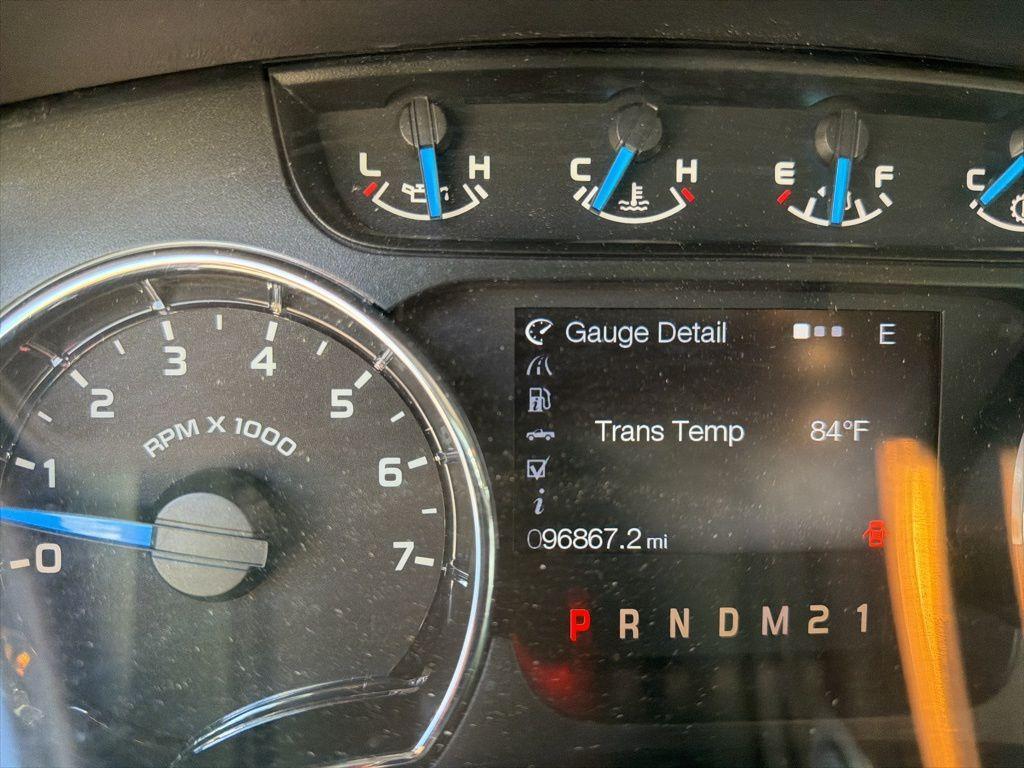 L H
C H
E F
C
Gauge Detail E
Trans Temp 84°F
i
096867.2 mi
P R N D M 2 1
0 1 2 3 4 5 6 7
RPM X 1000